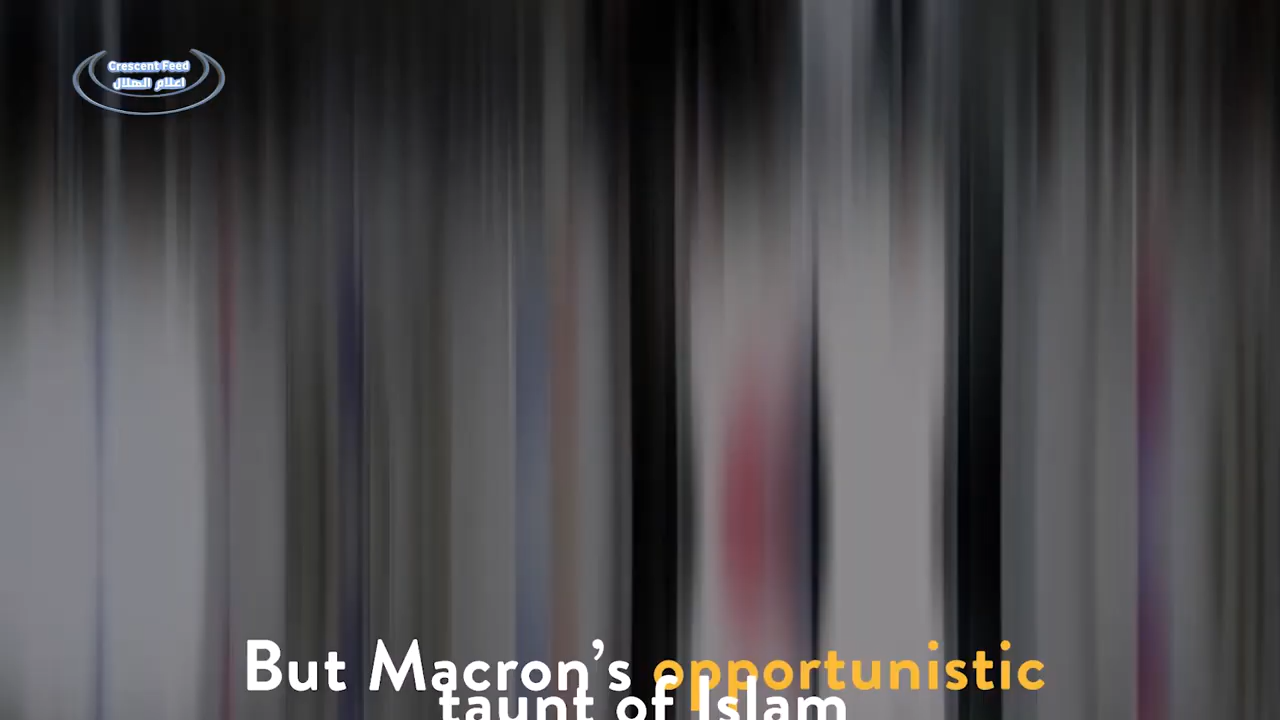 Crescent Feed
اعلام الهلال
But Macron's opportunistic
taunt of Islam